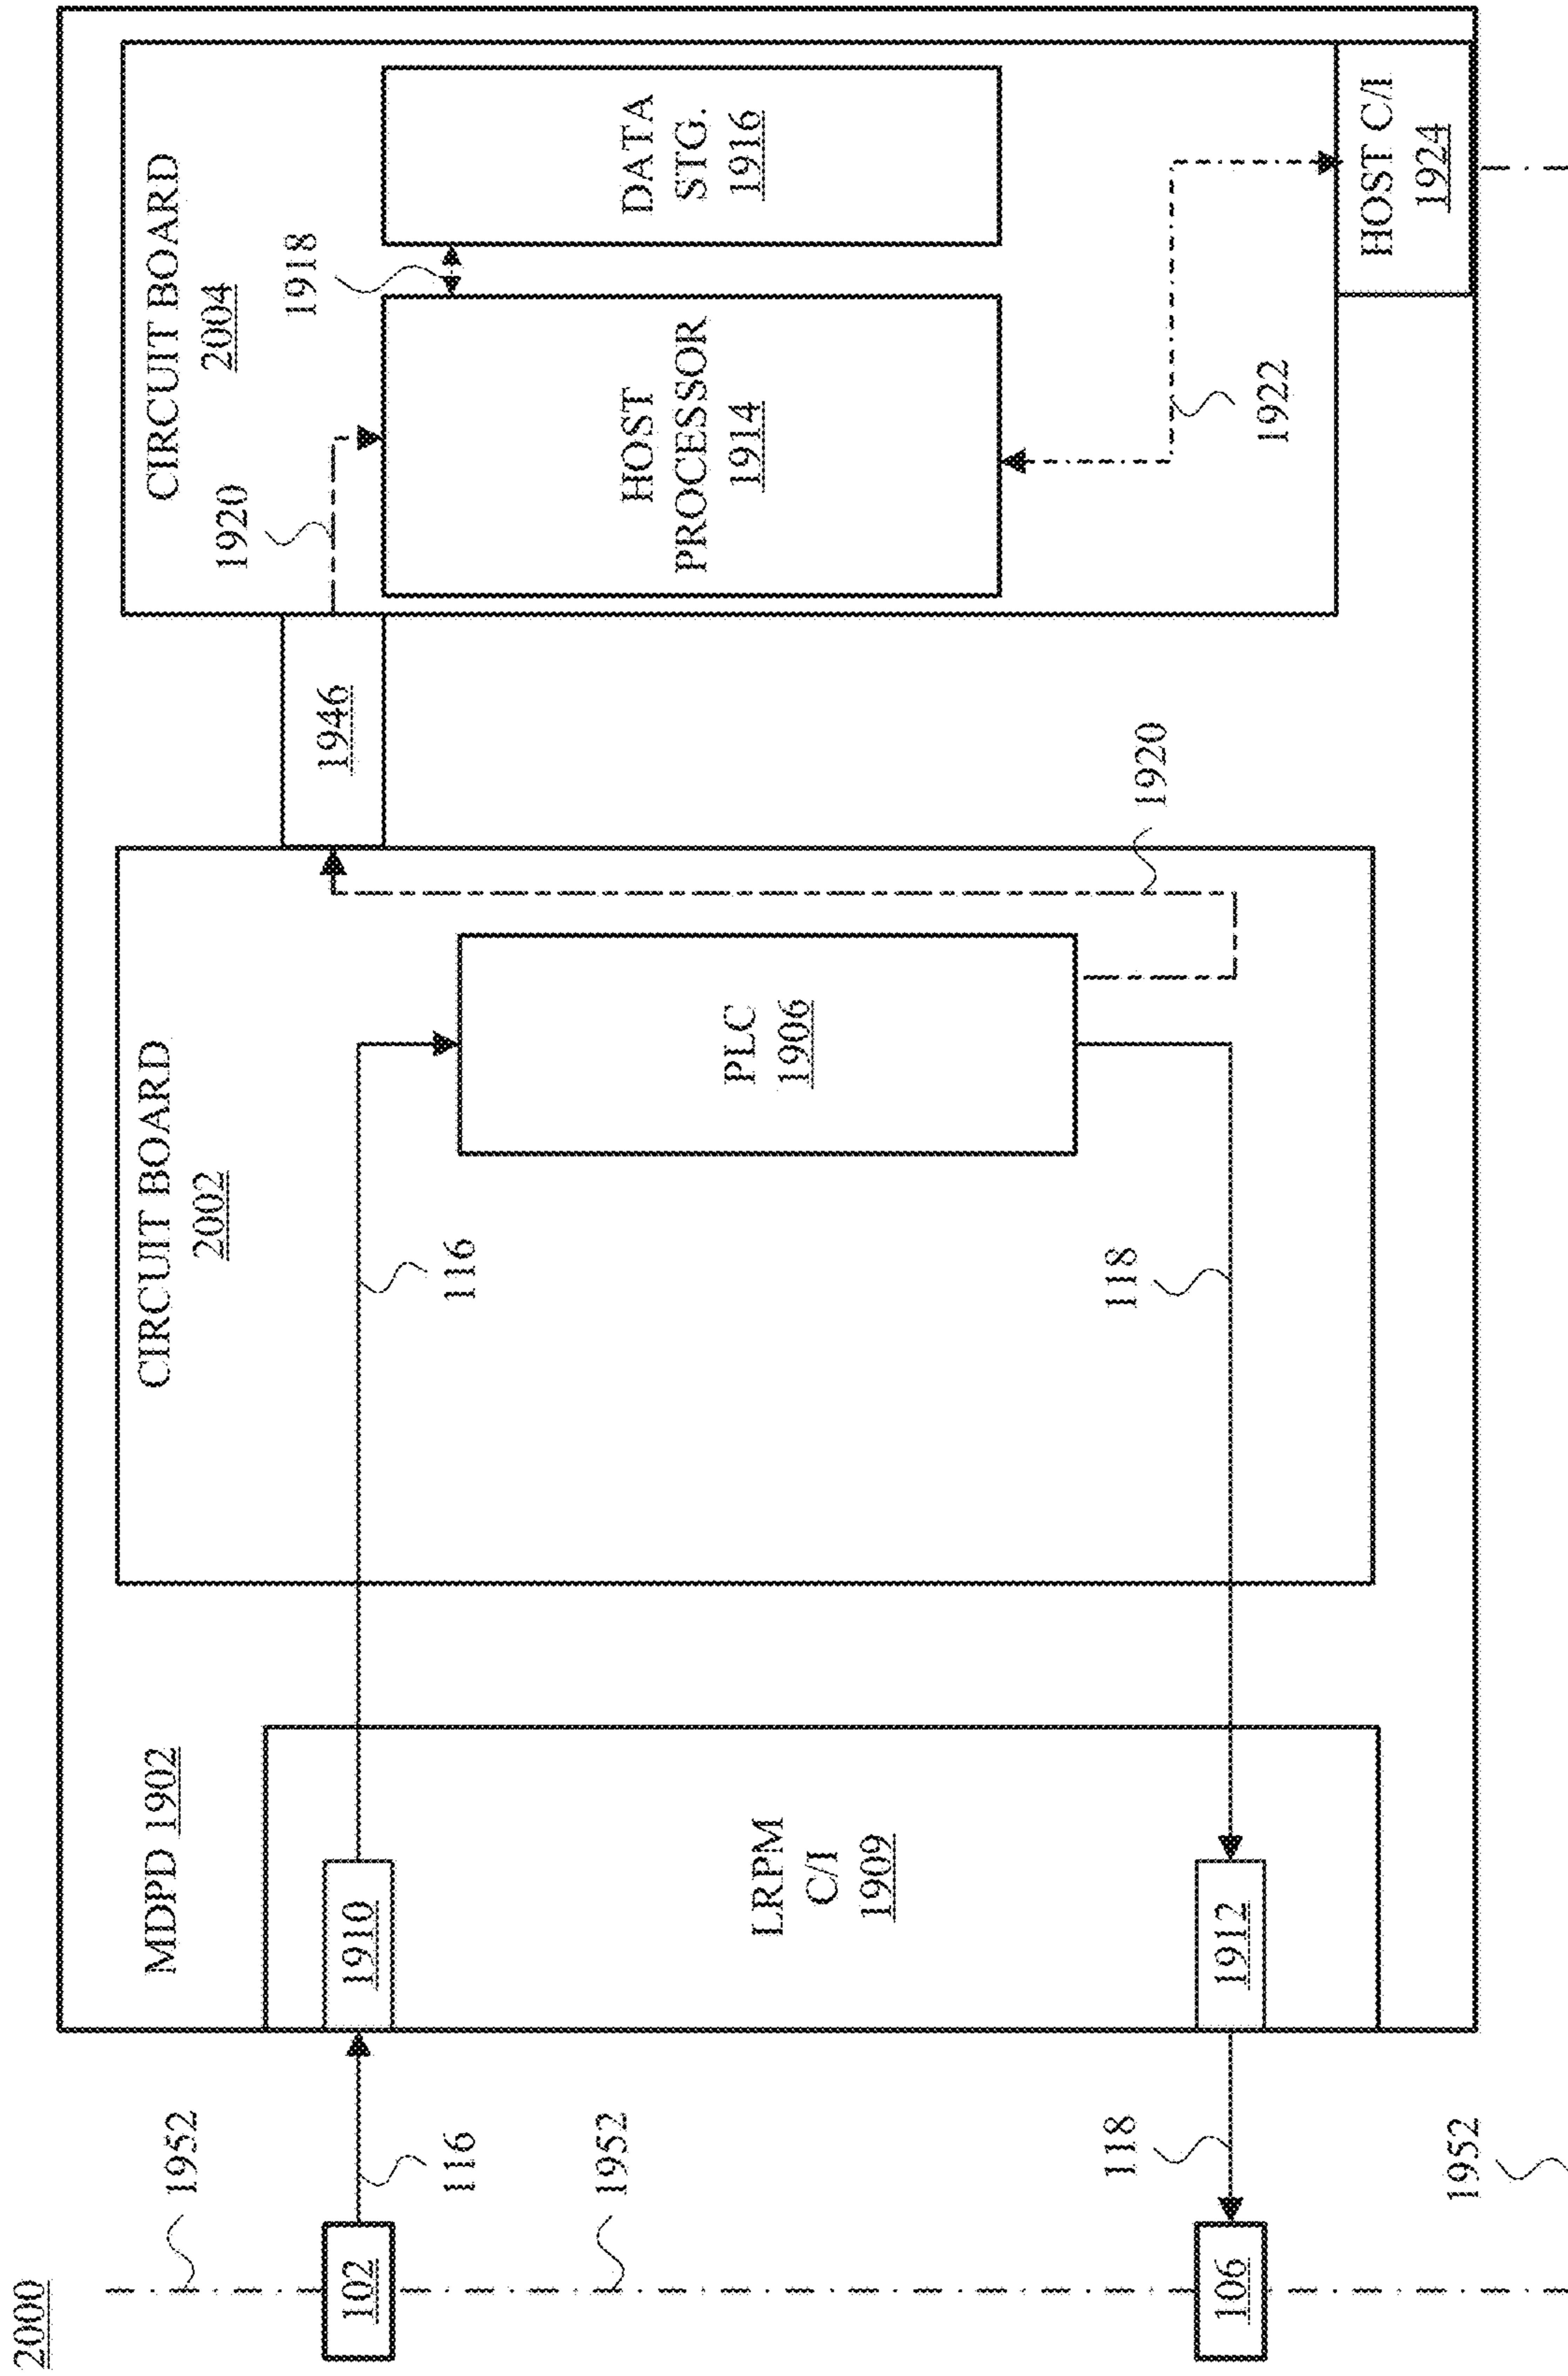 2000
MDPD 1902
CIRCUIT BOARD
2002
CIRCUIT BOARD
2004
1952
1920
1918
102
1910
1946
116
116
1952
LRPM
C/I
1909
PLC
1906
HOST
PROCESSOR
1914
DATA
STG.
1916
118
118
1920
106
1912
1922
HOST C/I
1924
1952